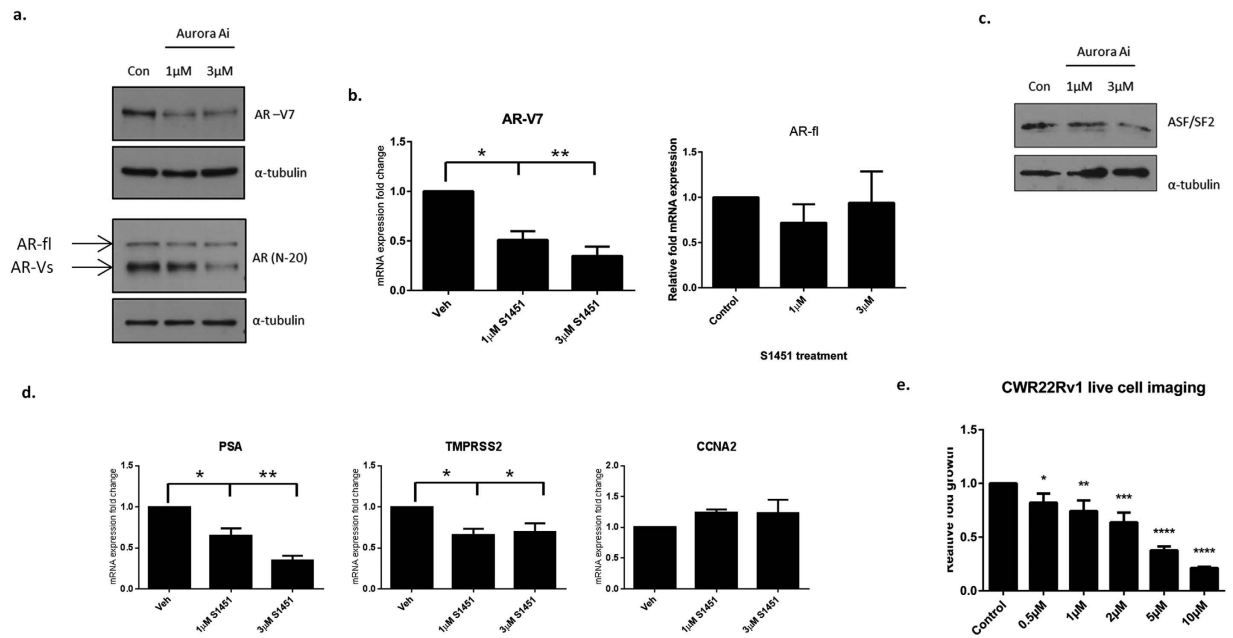 a.
Aurora Ai
Con 1µM 3µM
AR –V7
α-tubulin
AR-fl
AR-Vs
AR (N-20)
α-tubulin
b.
AR-V7
mRNA expression fold change
1.5
1.0
0.5
0.0
* **
Veh
1µM S1451
3µM S1451
AR-fl
Relative fold mRNA expression
1.5
1.0
0.5
0.0
Control
1µM
3µM
S1451 treatment
c.
Aurora Ai
Con 1µM 3µM
ASF/SF2
α-tubulin
d.
PSA
mRNA expression fold change
1.5
1.0
0.5
0.0
* **
Veh
1µM S1451
3µM S1451
TMPRSS2
mRNA expression fold change
1.5
1.0
0.5
0.0
* *
Veh
1µM S1451
3µM S1451
CCNA2
mRNA expression fold change
2.0
1.5
1.0
0.5
0.0
Veh
1µM S1451
3µM S1451
e.
CWR22Rv1 live cell imaging
Relative fold growth
1.5
1.0
0.5
0.0
* ** *** **** ****
Control
0.5µM
1µM
2µM
5µM
10µM